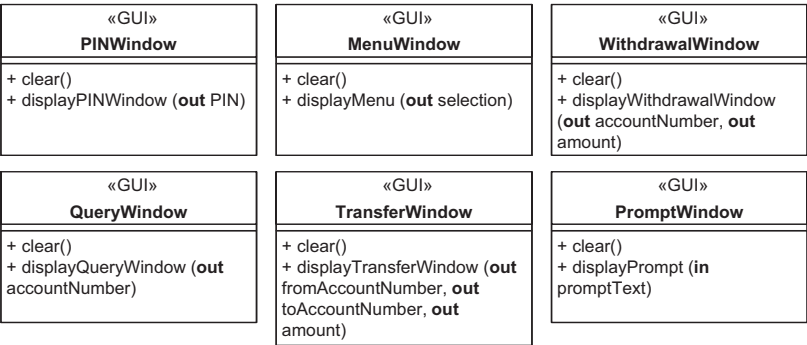 «GUI»
PINWindow
+ clear()
+ displayPINWindow (out PIN)
«GUI»
MenuWindow
+ clear()
+ displayMenu (out selection)
«GUI»
WithdrawalWindow
+ clear()
+ displayWithdrawalWindow
(out accountNumber, out
amount)
«GUI»
QueryWindow
+ clear()
+ displayQueryWindow (out
accountNumber)
«GUI»
TransferWindow
+ clear()
+ displayTransferWindow (out
fromAccountNumber, out
toAccountNumber, out
amount)
«GUI»
PromptWindow
+ clear()
+ displayPrompt (in
promptText)